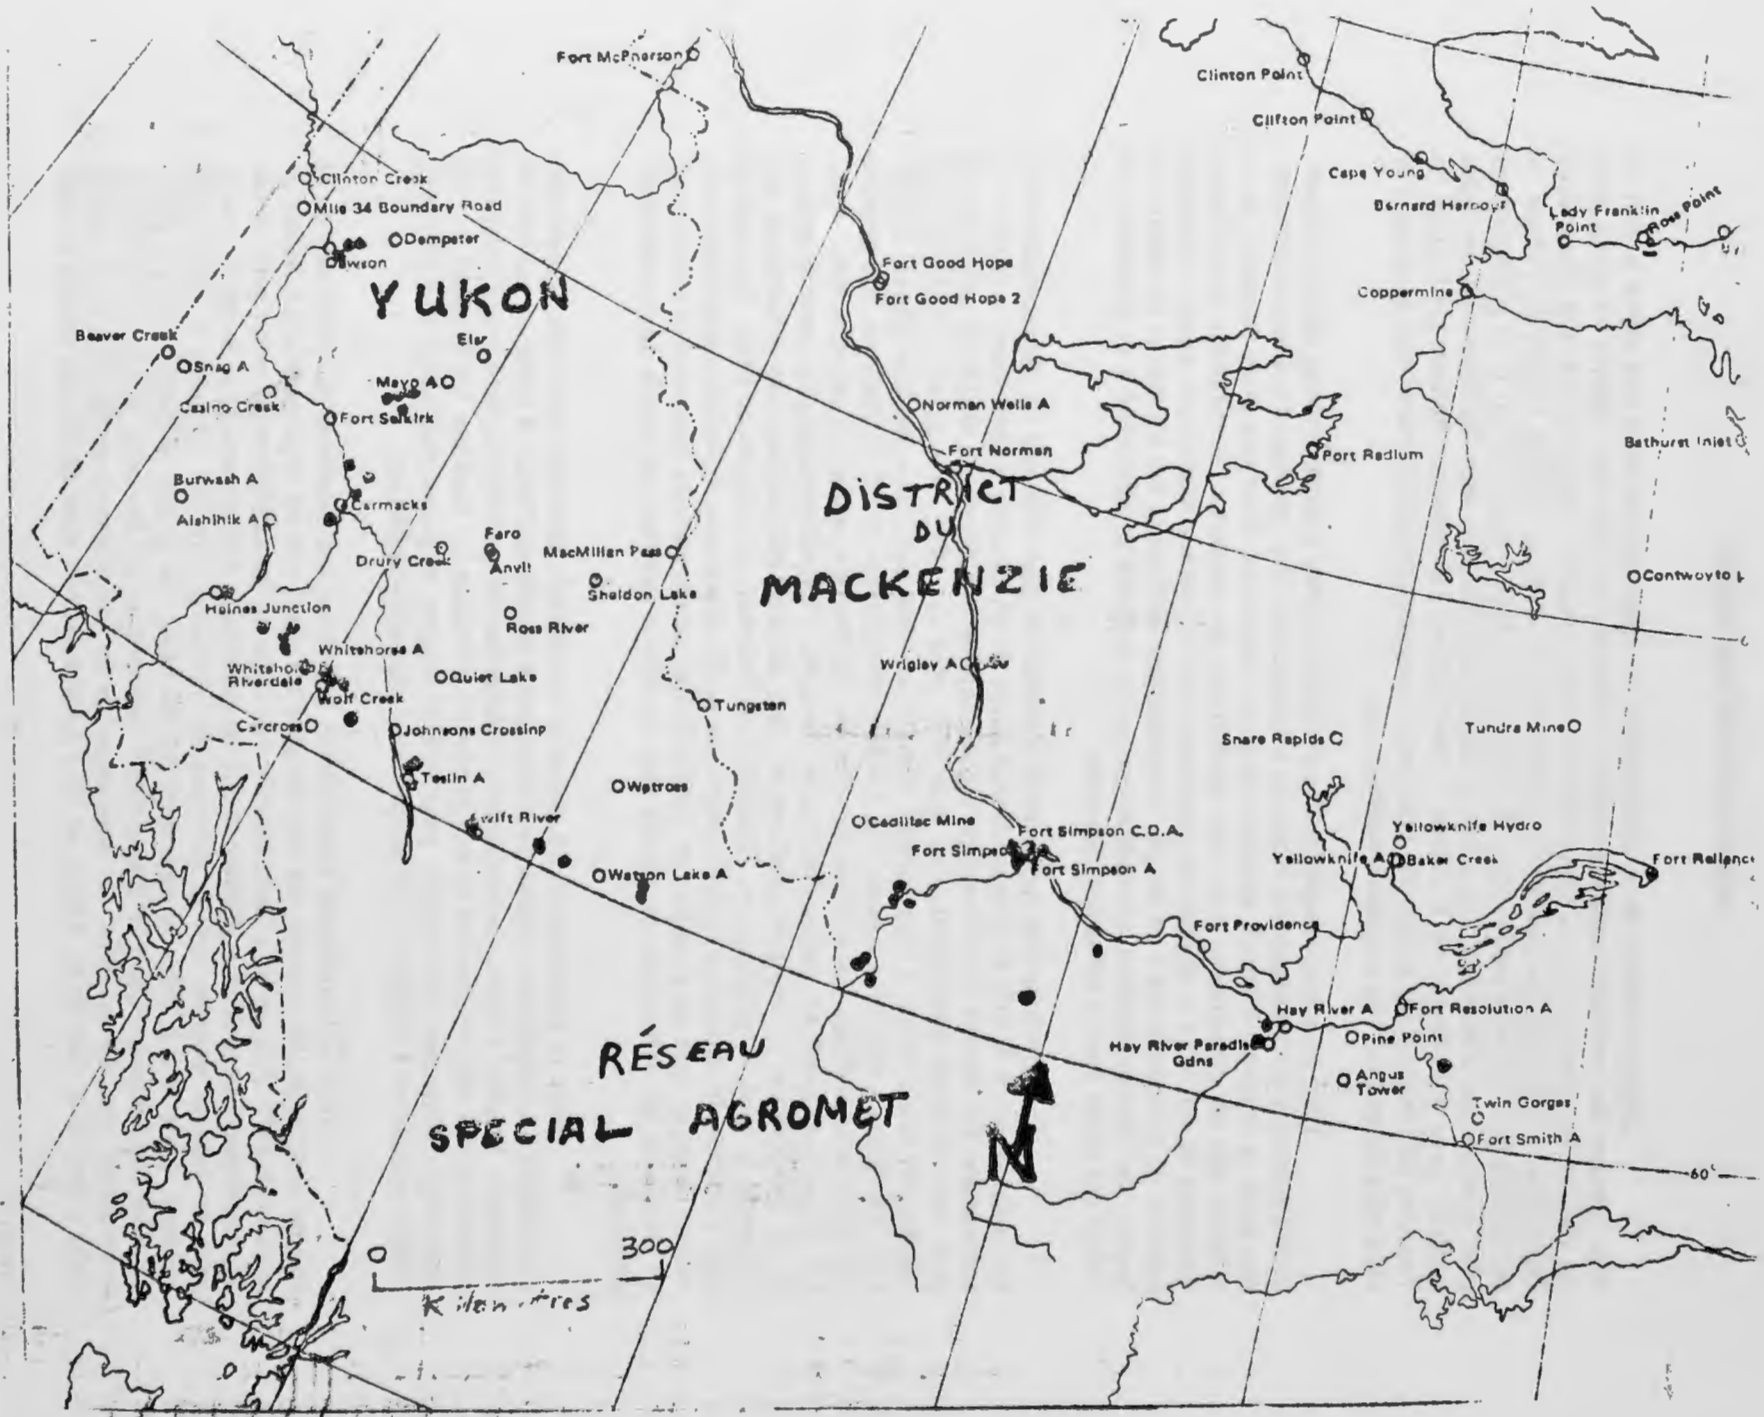 Fort McPherson
Clinton Point
Clifton Point
Cape Young
Bernard Harbour
Lady Franklin
Point
Ross Point
Clinton Creek
Mile 34 Boundary Road
Dempster
Dawson
YUKON
Fort Good Hope
Fort Good Hope 2
Coppermine
Beaver Creek
Snag A
Elsa
Mayo A
Casino Creek
Fort Selkirk
Norman Wells A
Fort Norman
Port Radium
Bathurst Inlet
DISTRICT
DU
MACKENZIE
Burwash A
Aishihik A
Carmacks
Faro
Anvil
Drury Creek
MacMillan Pass
Sheldon Lake
Ross River
Contwoyto
Haines Junction
Whitehorse A
Riverdale
Wolf Creek
Quiet Lake
Wrigley A
Carcross
Johnsons Crossing
Tungsten
Snare Rapids
Tundra Mine
Teslin A
Watross
Swift River
Cadillac Mine
Fort Simpson C.D.A.
Fort Simpson
Fort Simpson A
Yellowknife Hydro
Yellowknife A
Baker Creek
Fort Reliance
Watson Lake A
Fort Providence
Hay River A
Fort Resolution A
Hay River Paradise
Gdns
Pine Point
Angus
Tower
Twin Gorges
Fort Smith A
60°
RÉSEAU
SPECIAL AGROMET
N
0
300
Kilomètres